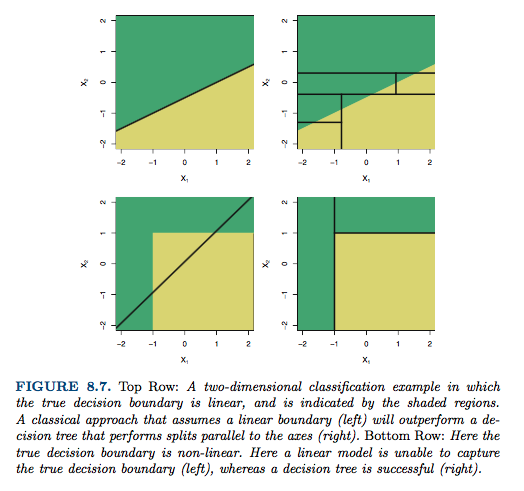 2
1
0
−1
−2
X₂
−2 −1 0 1 2
X₁
2
1
0
−1
−2
X₂
−2 −1 0 1 2
X₁
2
1
0
−1
−2
X₂
−2 −1 0 1 2
X₁
2
1
0
−1
−2
X₂
−2 −1 0 1 2
X₁
FIGURE 8.7. Top Row: A two-dimensional classification example in which
the true decision boundary is linear, and is indicated by the shaded regions.
A classical approach that assumes a linear boundary (left) will outperform a de-
cision tree that performs splits parallel to the axes (right). Bottom Row: Here the
true decision boundary is non-linear. Here a linear model is unable to capture
the true decision boundary (left), whereas a decision tree is successful (right).